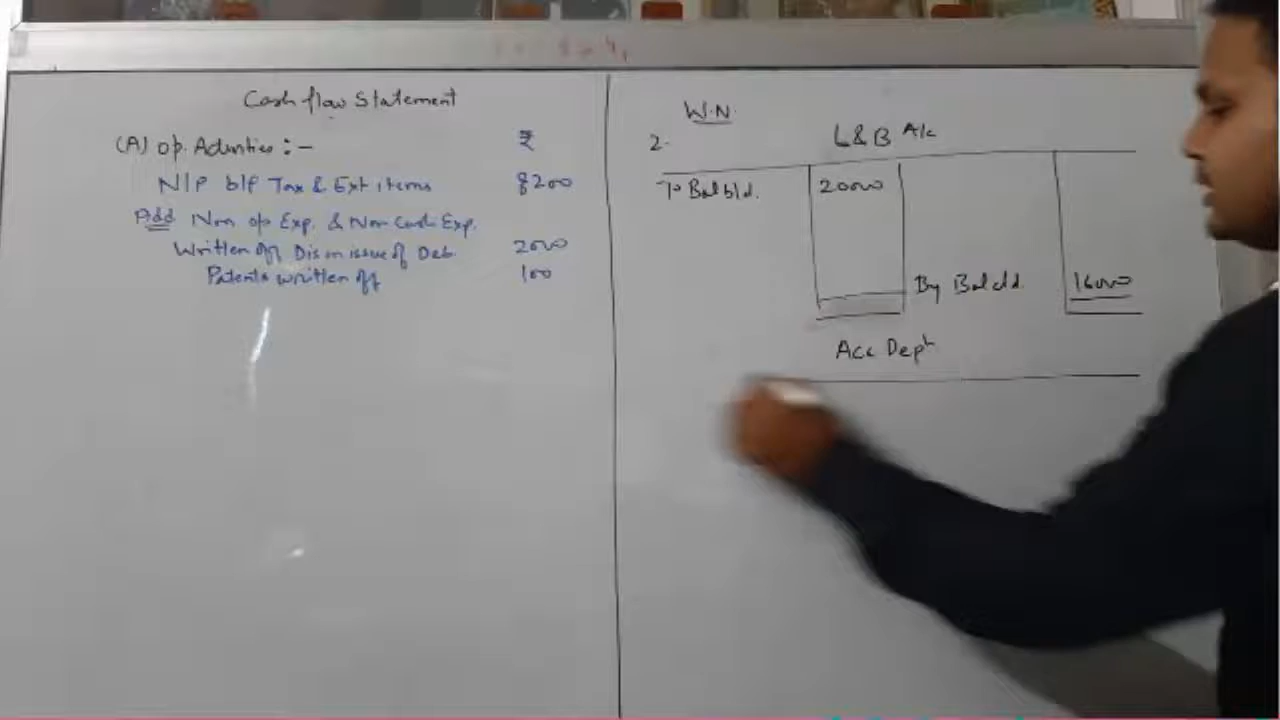 Cash flow Statement
(A) Op. Activities :- ₹
N/P b/f Tax & Ext items 8200
Add Non op Exp. & Non Cash Exp.
Written off Dis on issue of Deb. 2000
Patents written off 100
W.N.
2. L&B A/c
To Bal b/d. 20000
By Bal c/d. 16000
Acc Depn